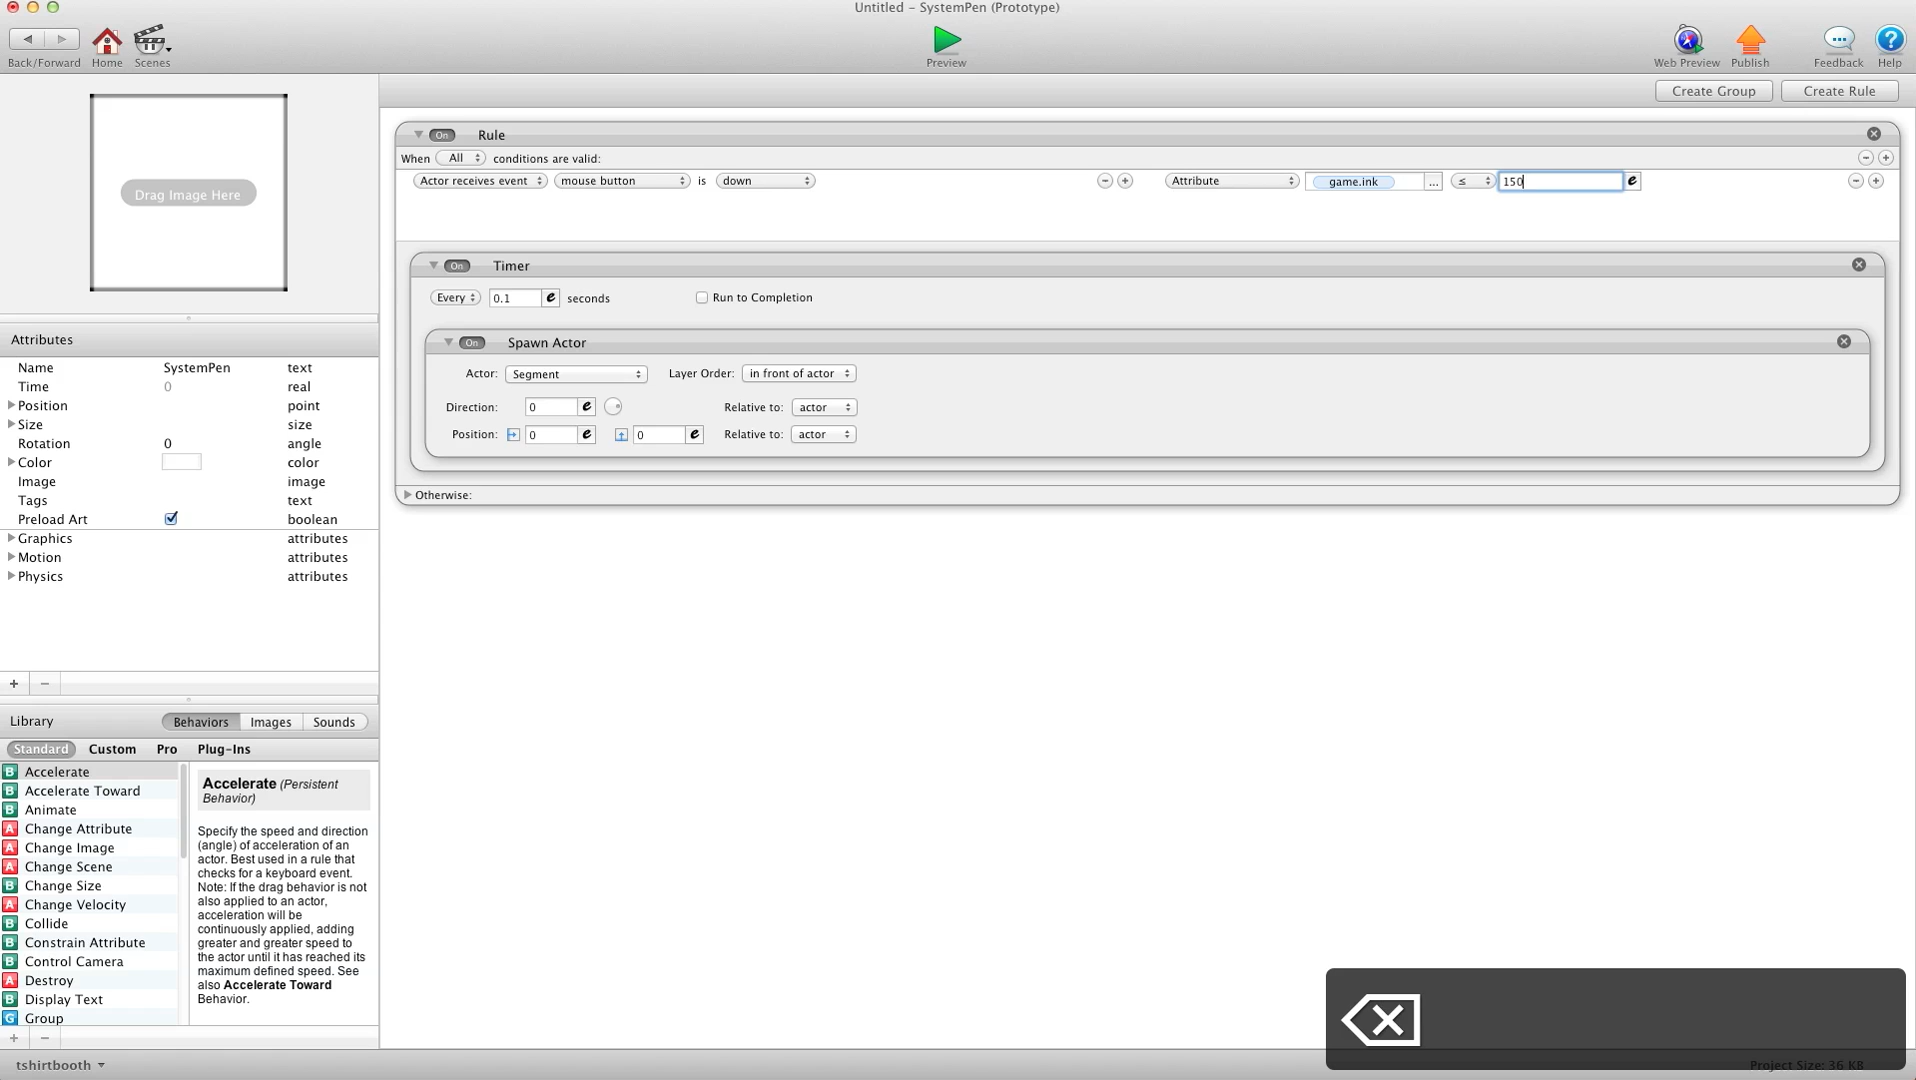 Untitled - SystemPen (Prototype)
Back/Forward Home Scenes Preview Web Preview Publish Feedback Help
Create Group Create Rule
Drag Image Here
On Rule
When All conditions are valid:
Actor receives event mouse button is down Attribute game.ink ... ≤ 150 e
On Timer
Every 0.1 e seconds Run to Completion
On Spawn Actor
Actor: Segment Layer Order: in front of actor
Direction: 0 e Relative to: actor
Position: 0 e 0 e Relative to: actor
Otherwise:
Attributes
Name SystemPen text
Time 0 real
Position point
Size size
Rotation 0 angle
Color color
Image image
Tags text
Preload Art boolean
Graphics attributes
Motion attributes
Physics attributes
Library Behaviors Images Sounds
Standard Custom Pro Plug-Ins
B Accelerate
B Accelerate Toward
B Animate
A Change Attribute
A Change Image
A Change Scene
B Change Size
A Change Velocity
B Collide
B Constrain Attribute
B Control Camera
A Destroy
B Display Text
G Group
Accelerate (Persistent
Behavior)
Specify the speed and direction
(angle) of acceleration of an
actor. Best used in a rule that
checks for a keyboard event.
Note: If the drag behavior is not
also applied to an actor,
acceleration will be
continuously applied, adding
greater and greater speed to
the actor until it has reached its
maximum defined speed. See
also Accelerate Toward
Behavior.
tshirtbooth
Project Size: 36 KB